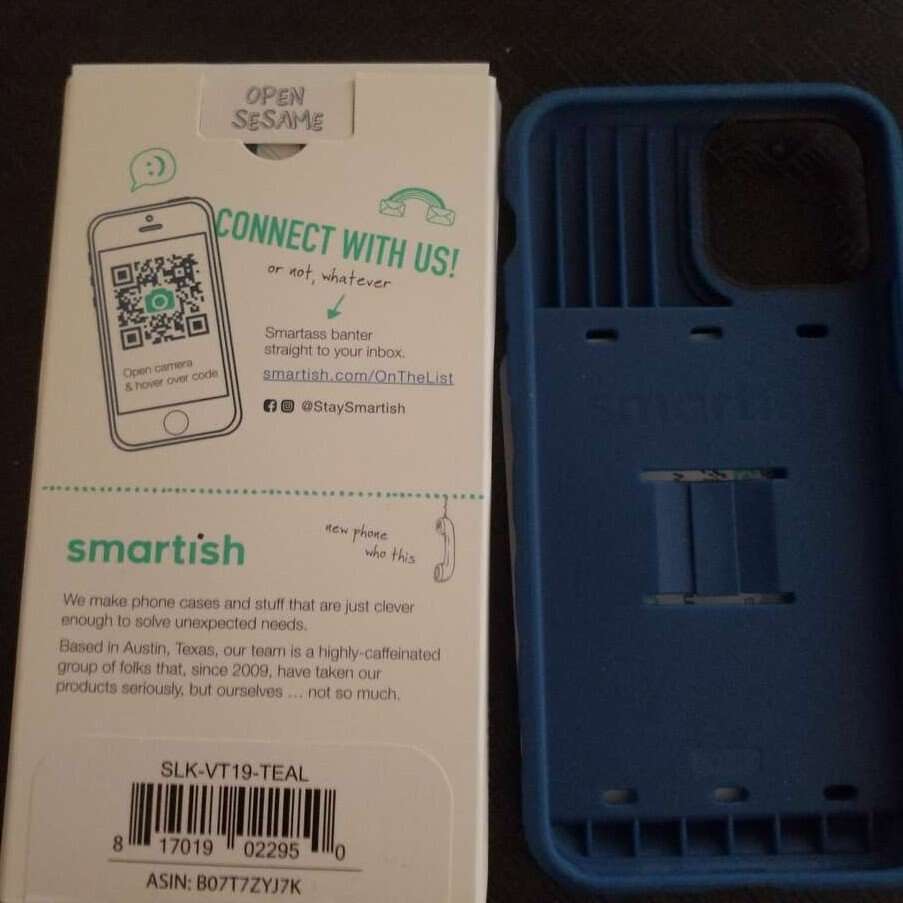 OPEN
SESAME
:)
CONNECT WITH US!
or not, whatever
Open camera
& hover over code
Smartass banter
straight to your inbox.
smartish.com/OnTheList
@StaySmartish
new phone
who this
smartish
We make phone cases and stuff that are just clever
enough to solve unexpected needs.
Based in Austin, Texas, our team is a highly-caffeinated
group of folks that, since 2009, have taken our
products seriously, but ourselves ... not so much.
SLK-VT19-TEAL
8 17019 02295 0
ASIN: B07T7ZYJ7K